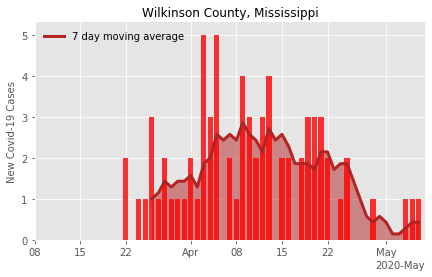 Wilkinson County, Mississippi
7 day moving average
New Covid-19 Cases
5
4
3
2
1
0
08 15 22 Apr 08 15 22 May
2020-May